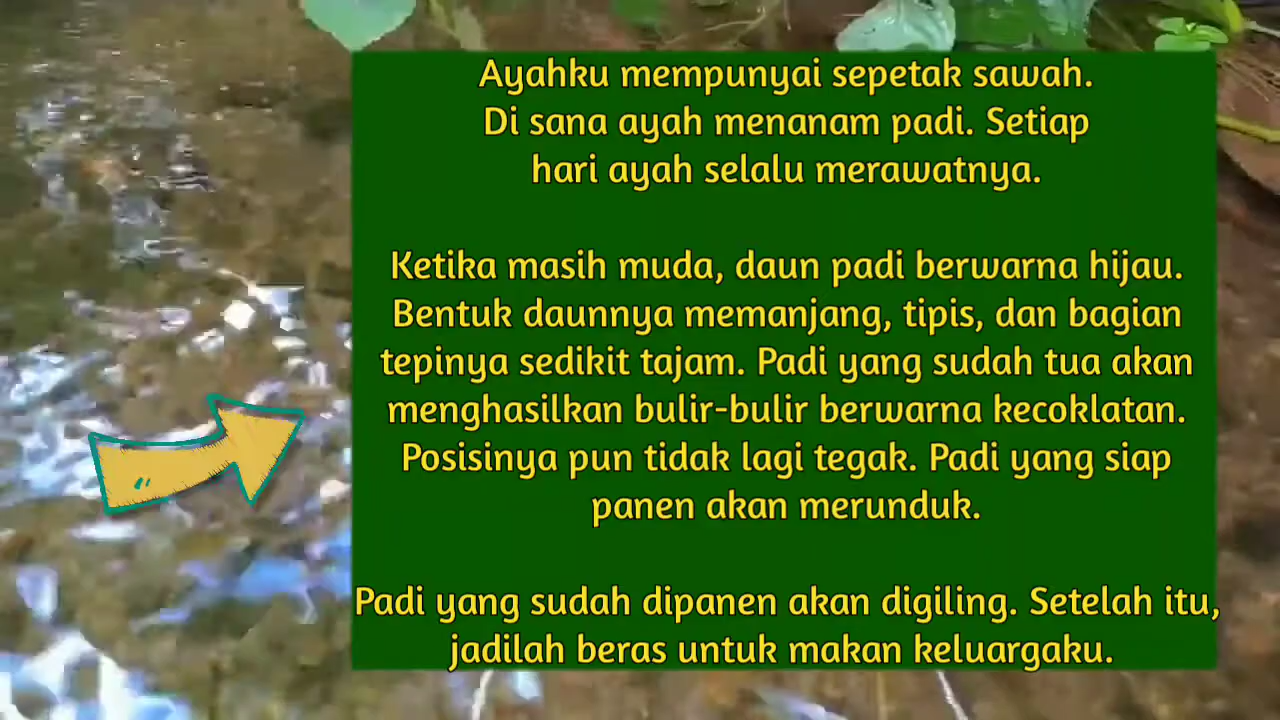 Ayahku mempunyai sepetak sawah.
Di sana ayah menanam padi. Setiap
hari ayah selalu merawatnya.
Ketika masih muda, daun padi berwarna hijau.
Bentuk daunnya memanjang, tipis, dan bagian
tepinya sedikit tajam. Padi yang sudah tua akan
menghasilkan bulir-bulir berwarna kecoklatan.
Posisinya pun tidak lagi tegak. Padi yang siap
panen akan merunduk.
Padi yang sudah dipanen akan digiling. Setelah itu,
jadilah beras untuk makan keluargaku.